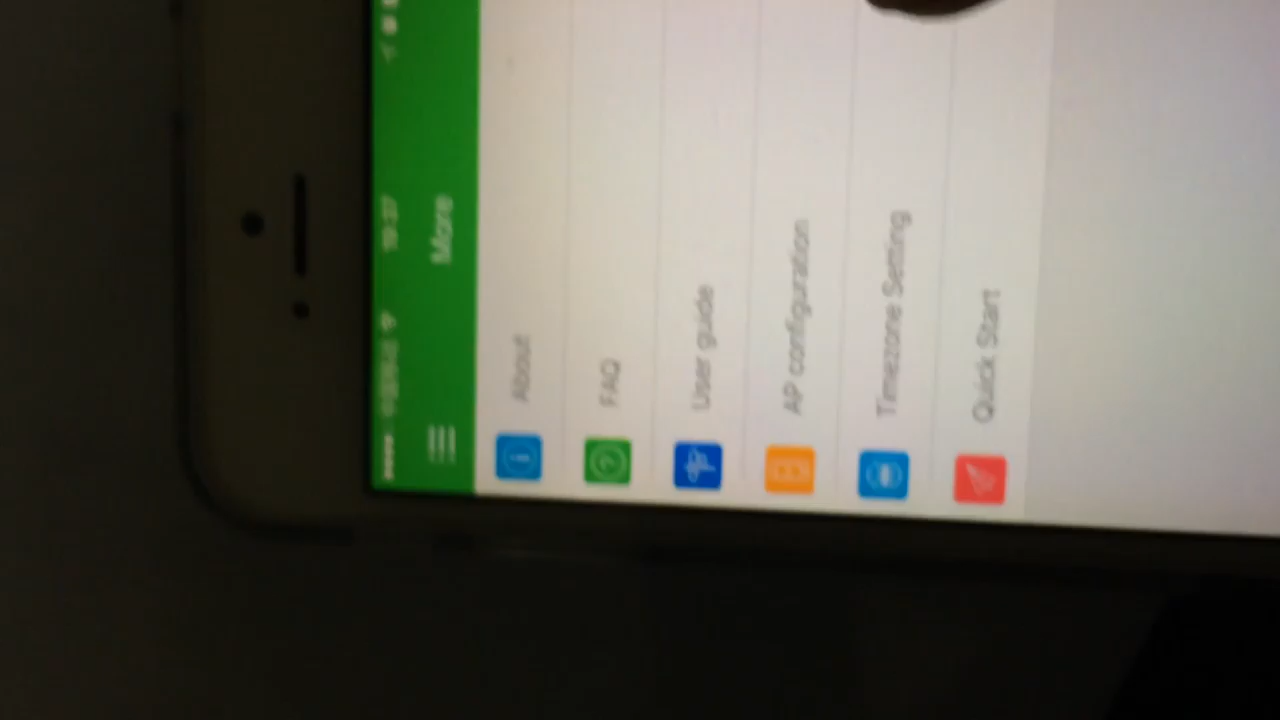 More
About
FAQ
User guide
AP configuration
Timezone Setting
Quick Start